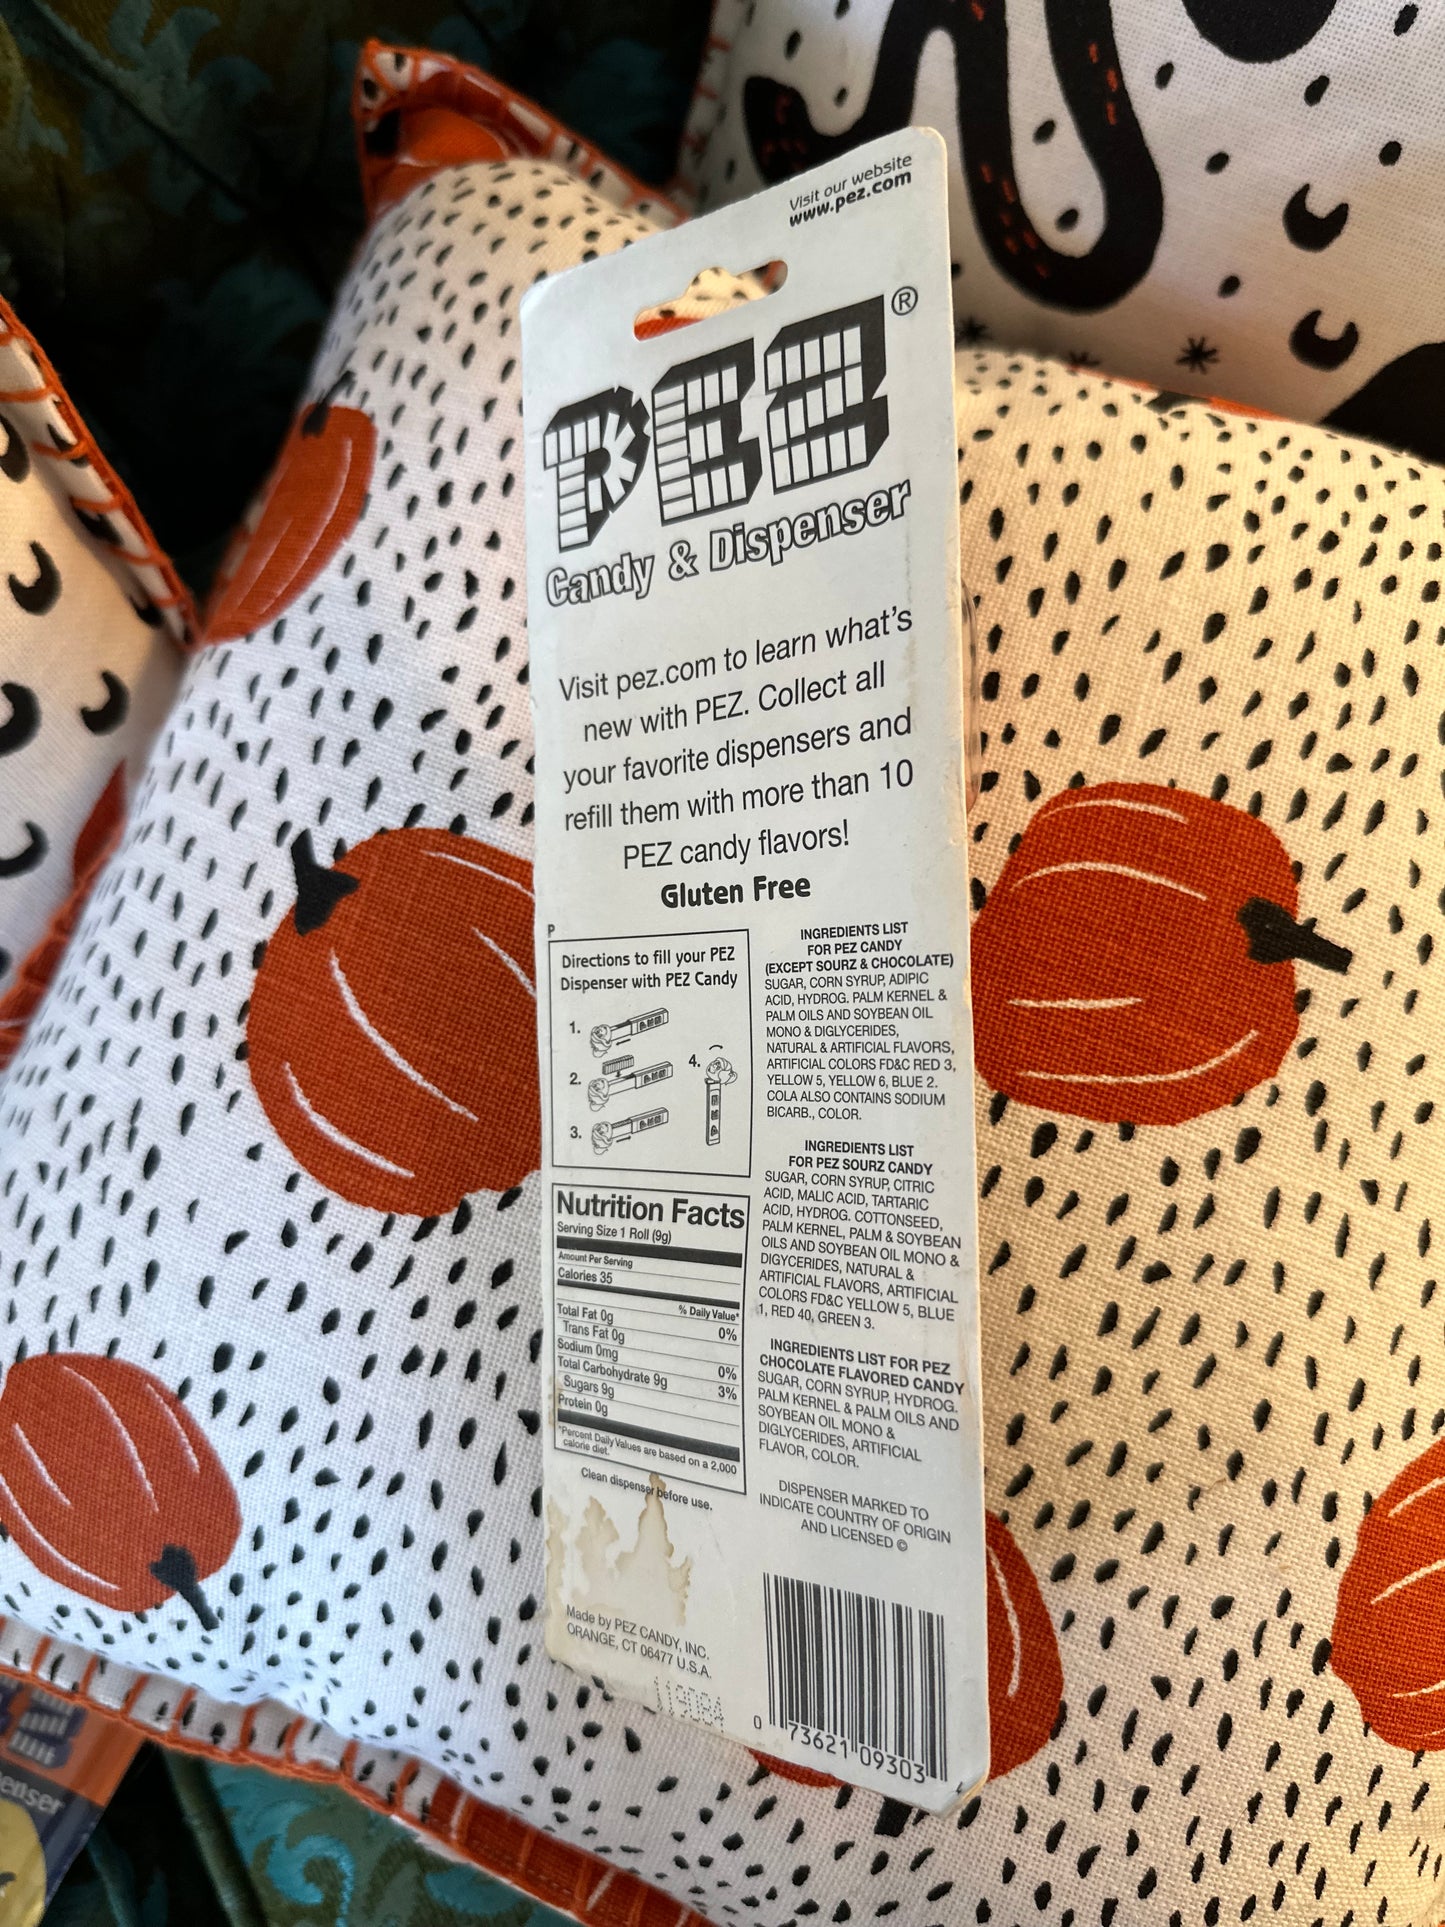 Visit our website
www.pez.com
PEZ®
Candy & Dispenser
Visit pez.com to learn what's
new with PEZ. Collect all
your favorite dispensers and
refill them with more than 10
PEZ candy flavors!
Gluten Free
P
Directions to fill your PEZ
Dispenser with PEZ Candy
1.
2.
3.
4.
Nutrition Facts
Serving Size 1 Roll (9g)
Amount Per Serving
Calories 35
% Daily Value*
Total Fat 0g 0%
Trans Fat 0g
Sodium 0mg 0%
Total Carbohydrate 9g 3%
Sugars 9g
Protein 0g
*Percent Daily Values are based on a 2,000
calorie diet.
Clean dispenser before use.
Made by PEZ CANDY, INC.
ORANGE, CT 06477 U.S.A.
11908A
INGREDIENTS LIST
FOR PEZ CANDY
(EXCEPT SOURZ & CHOCOLATE)
SUGAR, CORN SYRUP, ADIPIC
ACID, HYDROG. PALM KERNEL &
PALM OILS AND SOYBEAN OIL
MONO & DIGLYCERIDES,
NATURAL & ARTIFICIAL FLAVORS,
ARTIFICIAL COLORS FD&C RED 3,
YELLOW 5, YELLOW 6, BLUE 2.
COLA ALSO CONTAINS SODIUM
BICARB., COLOR.
INGREDIENTS LIST
FOR PEZ SOURZ CANDY
SUGAR, CORN SYRUP, CITRIC
ACID, MALIC ACID, TARTARIC
ACID, HYDROG. COTTONSEED,
PALM KERNEL, PALM & SOYBEAN
OILS AND SOYBEAN OIL MONO &
DIGYCERIDES, NATURAL &
ARTIFICIAL FLAVORS, ARTIFICIAL
COLORS FD&C YELLOW 5, BLUE
1, RED 40, GREEN 3.
INGREDIENTS LIST FOR PEZ
CHOCOLATE FLAVORED CANDY
SUGAR, CORN SYRUP, HYDROG.
PALM KERNEL & PALM OILS AND
SOYBEAN OIL MONO &
DIGLYCERIDES, ARTIFICIAL
FLAVOR, COLOR.
DISPENSER MARKED TO
INDICATE COUNTRY OF ORIGIN
AND LICENSED ©
0 73621 09303 4
enser